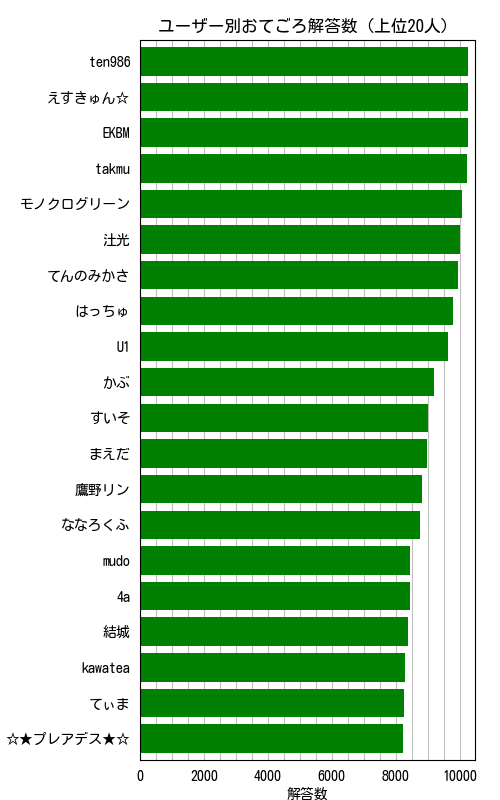 ユーザー別おてごろ解答数（上位20人）
ten986
えすきゅん☆
EKBM
takmu
モノクログリーン
辻光
てんのみかさ
はっちゅ
U1
かぶ
すいそ
まえだ
鷹野リン
ななろくふ
mudo
4a
結城
kawatea
てぃま
☆★プレアデス★☆
0 2000 4000 6000 8000 10000
解答数